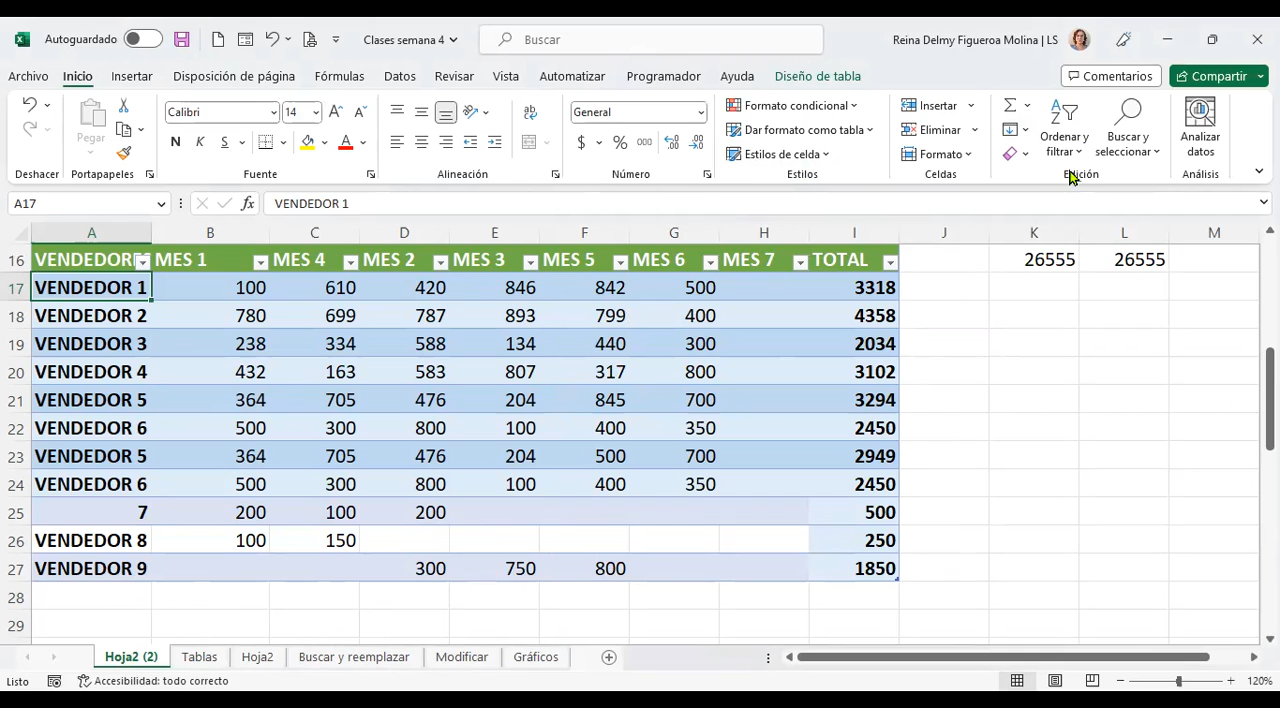 Autoguardado Clases semana 4 Buscar Reina Delmy Figueroa Molina | LS
Archivo Inicio Insertar Disposición de página Fórmulas Datos Revisar Vista Automatizar Programador Ayuda Diseño de tabla Comentarios Compartir
Calibri 14 General Formato condicional Insertar
Pegar Dar formato como tabla Eliminar Ordenar y filtrar Buscar y seleccionar Analizar datos
N K S $ % 000 Estilos de celda Formato
Deshacer Portapapeles Fuente Alineación Número Estilos Celdas Edición Análisis
A17 fx VENDEDOR 1
A B C D E F G H I J K L M
16 VENDEDOR MES 1 MES 4 MES 2 MES 3 MES 5 MES 6 MES 7 TOTAL 26555 26555
17 VENDEDOR 1 100 610 420 846 842 500 3318
18 VENDEDOR 2 780 699 787 893 799 400 4358
19 VENDEDOR 3 238 334 588 134 440 300 2034
20 VENDEDOR 4 432 163 583 807 317 800 3102
21 VENDEDOR 5 364 705 476 204 845 700 3294
22 VENDEDOR 6 500 300 800 100 400 350 2450
23 VENDEDOR 5 364 705 476 204 500 700 2949
24 VENDEDOR 6 500 300 800 100 400 350 2450
25 7 200 100 200 500
26 VENDEDOR 8 100 150 250
27 VENDEDOR 9 300 750 800 1850
28
29
Hoja2 (2) Tablas Hoja2 Buscar y reemplazar Modificar Gráficos
Listo Accesibilidad: todo correcto 120%